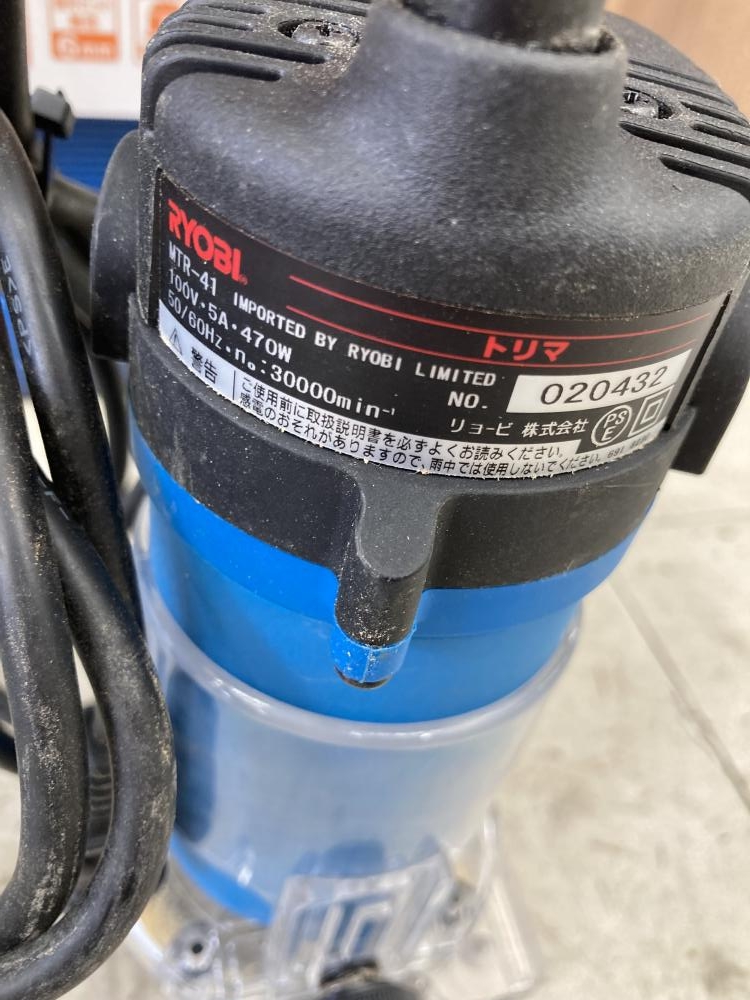 RYOBI®
トリマ
MTR-41 IMPORTED BY RYOBI LIMITED
100V・5A・470W
NO. 020432
50/60Hz・n₀:30000min⁻¹
リョービ 株式会社
PS
E
警告
ご使用前に取扱説明書を必ずよくお読みください。
感電のおそれがありますので、雨中では使用しないでください。